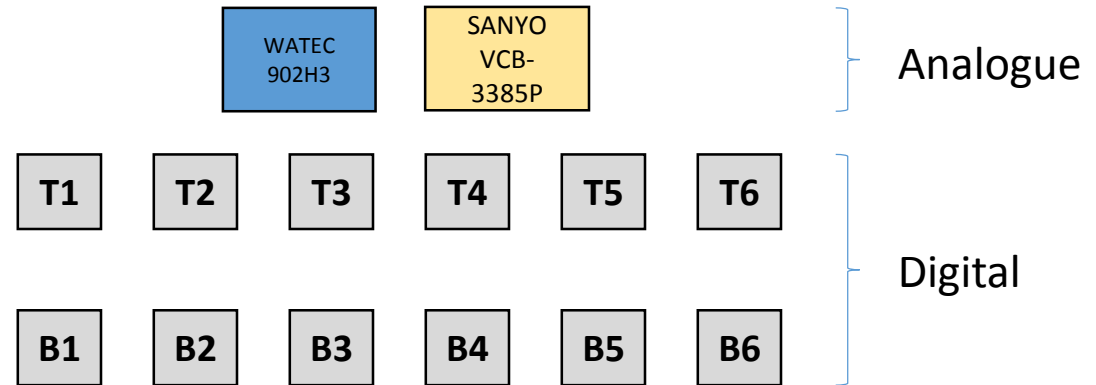 WATEC
902H3
SANYO
VCB-
3385P
Analogue
T1 T2 T3 T4 T5 T6
Digital
B1 B2 B3 B4 B5 B6